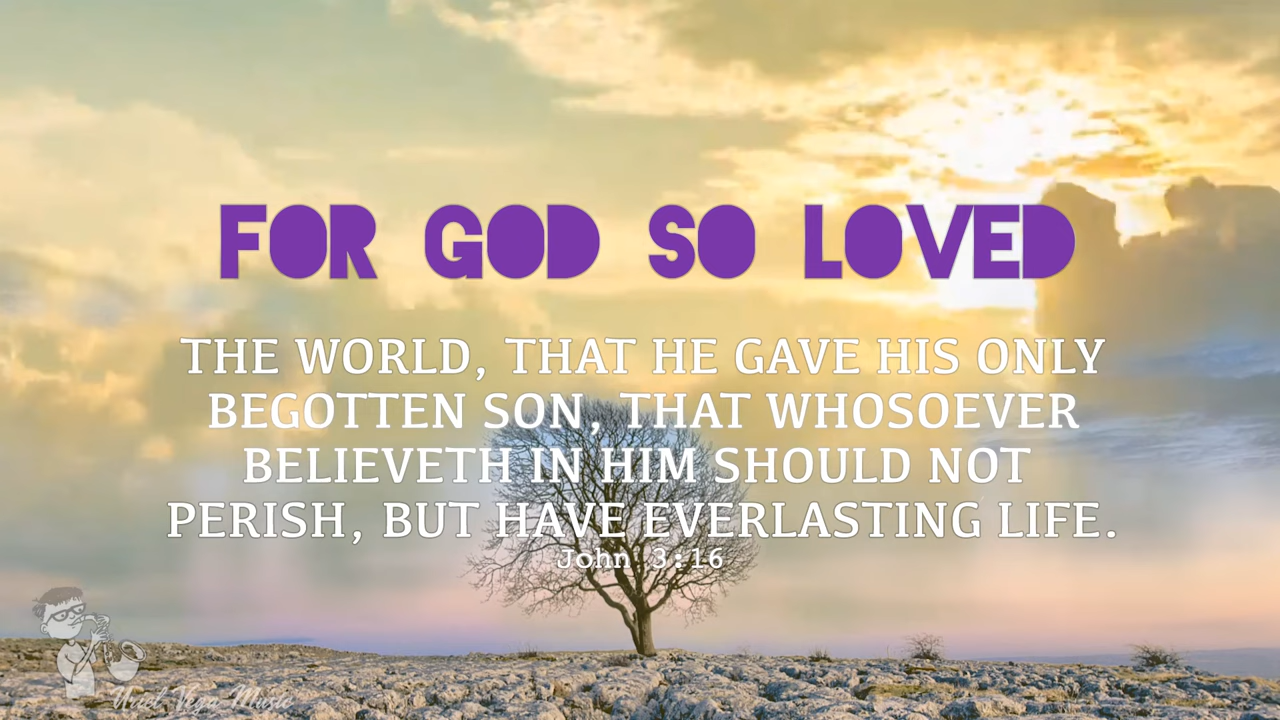 FOR GOD SO LOVED
THE WORLD, THAT HE GAVE HIS ONLY
BEGOTTEN SON, THAT WHOSOEVER
BELIEVETH IN HIM SHOULD NOT
PERISH, BUT HAVE EVERLASTING LIFE.
John 3:16
Uriel Vega Music